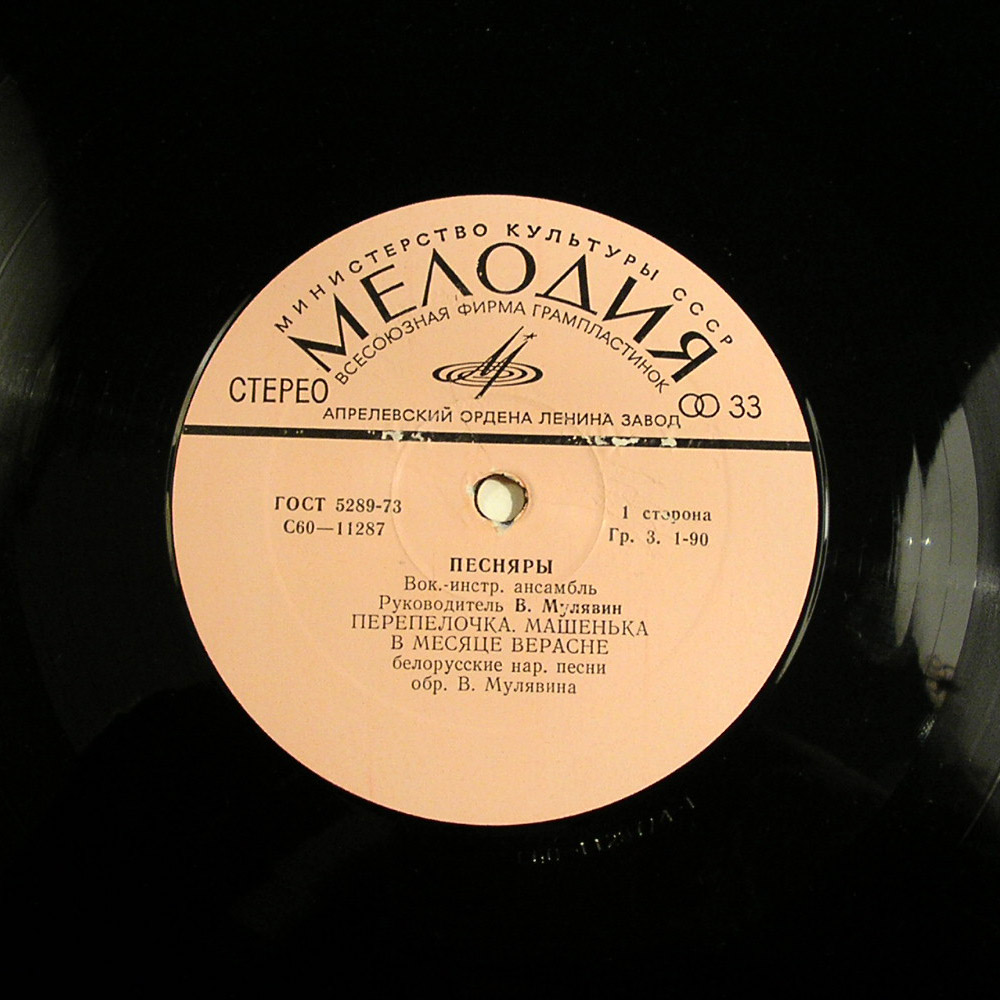 МИНИСТЕРСТВО КУЛЬТУРЫ СССР
МЕЛОДИЯ
ВСЕСОЮЗНАЯ ФИРМА ГРАМПЛАСТИНОК
СТЕРЕО
33
АПРЕЛЕВСКИЙ ОРДЕНА ЛЕНИНА ЗАВОД
ГОСТ 5289-73
С60—11287
1 сторона
Гр. 3. 1-90
ПЕСНЯРЫ
Вок.-инстр. ансамбль
Руководитель В. Мулявин
ПЕРЕПЕЛОЧКА. МАШЕНЬКА
В МЕСЯЦЕ ВЕРАСНЕ
белорусские нар. песни
обр. В. Мулявина